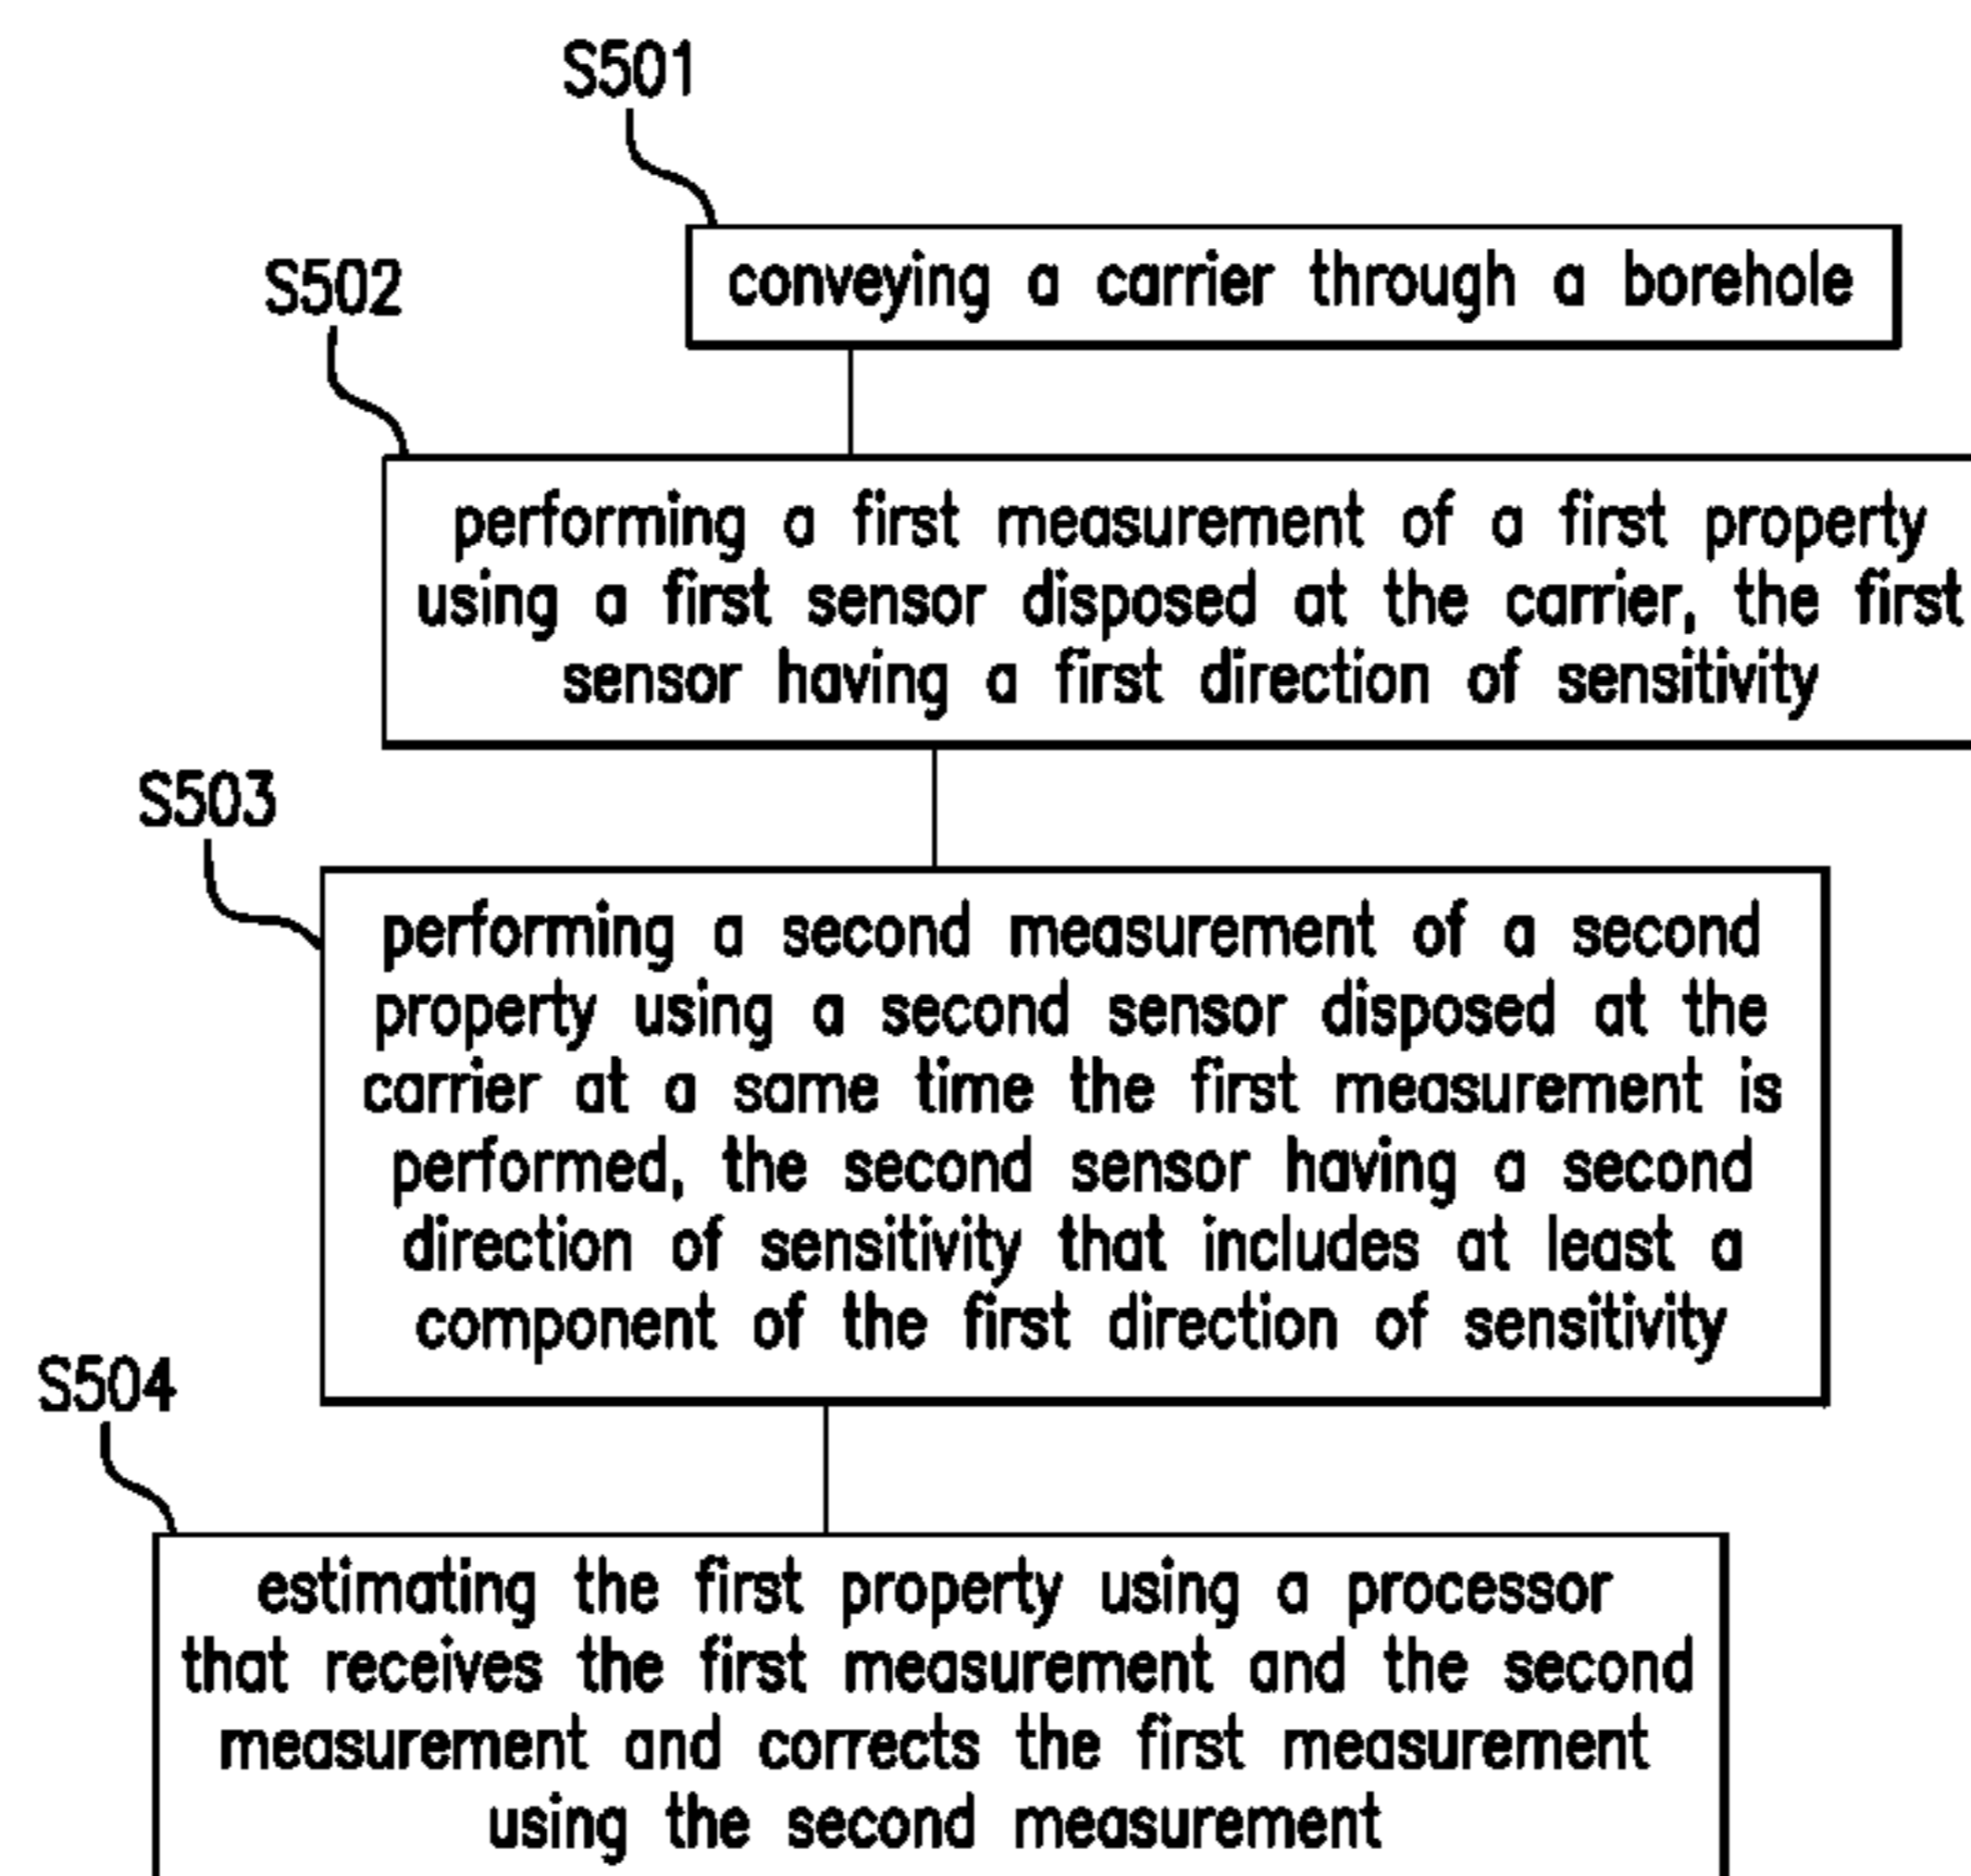 S501
conveying a carrier through a borehole
S502
performing a first measurement of a first property
using a first sensor disposed at the carrier, the first
sensor having a first direction of sensitivity
S503
performing a second measurement of a second
property using a second sensor disposed at the
carrier at a same time the first measurement is
performed, the second sensor having a second
direction of sensitivity that includes at least a
component of the first direction of sensitivity
S504
estimating the first property using a processor
that receives the first measurement and the second
measurement and corrects the first measurement
using the second measurement